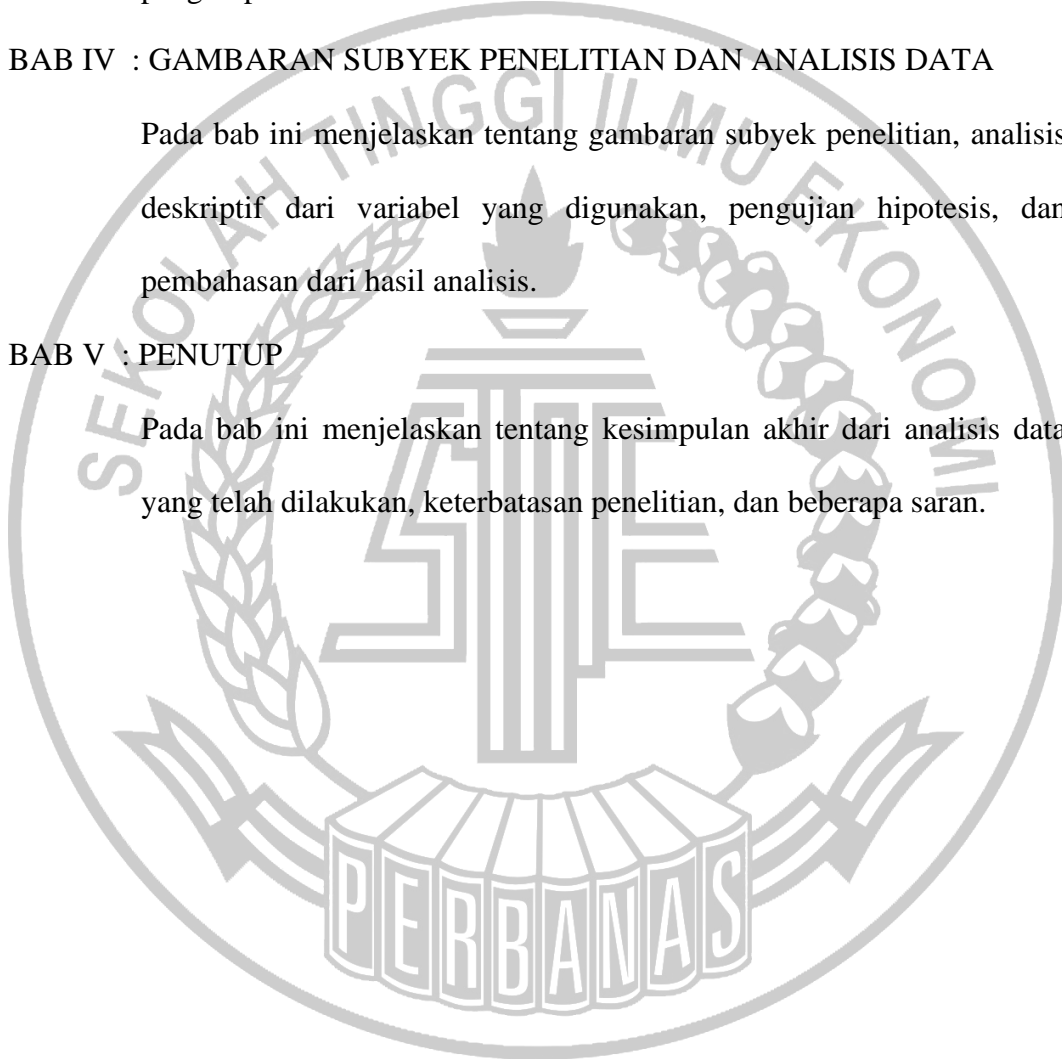 BAB IV : GAMBARAN SUBYEK PENELITIAN DAN ANALISIS DATA
Pada bab ini menjelaskan tentang gambaran subyek penelitian, analisis
deskriptif dari variabel yang digunakan, pengujian hipotesis, dan
pembahasan dari hasil analisis.
BAB V : PENUTUP
Pada bab ini menjelaskan tentang kesimpulan akhir dari analisis data
yang telah dilakukan, keterbatasan penelitian, dan beberapa saran.
SEKOLAH TINGGI ILMU EKONOMI
PERBANAS